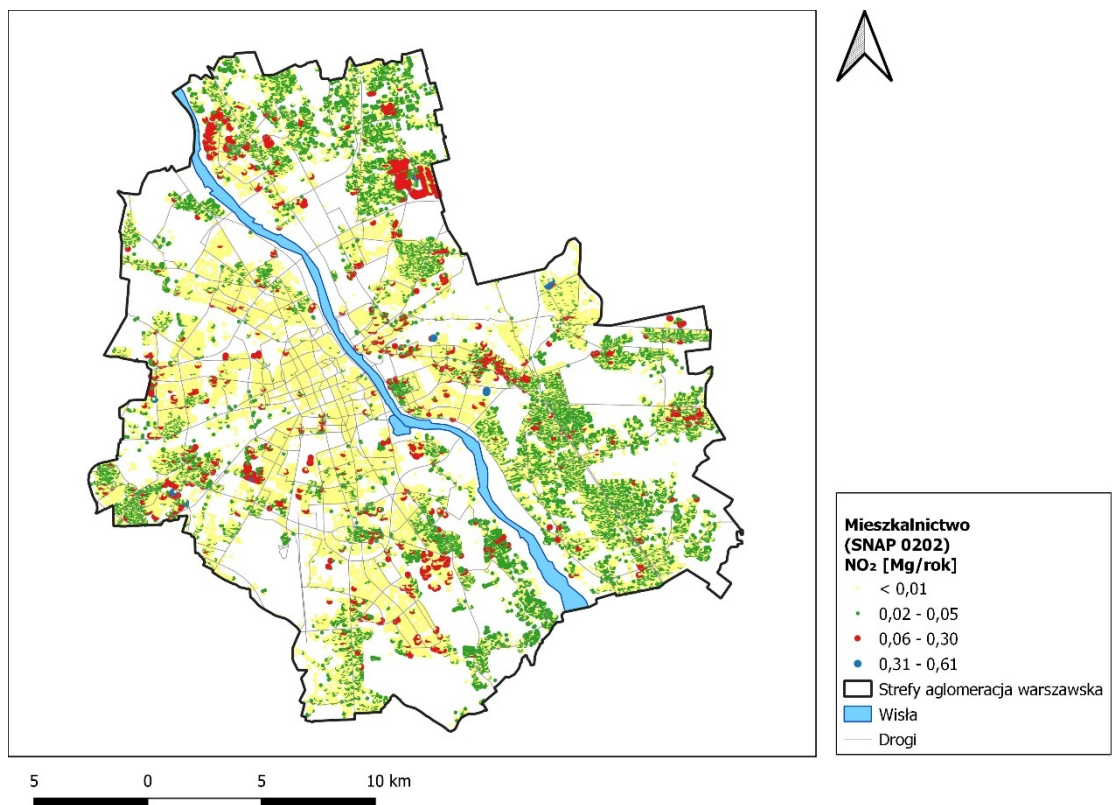 Mieszkalnictwo
(SNAP 0202)
NO₂ [Mg/rok]
< 0,01
0,02 - 0,05
0,06 - 0,30
0,31 - 0,61
Strefy aglomeracja warszawska
Wisła
Drogi
5 0 5 10 km